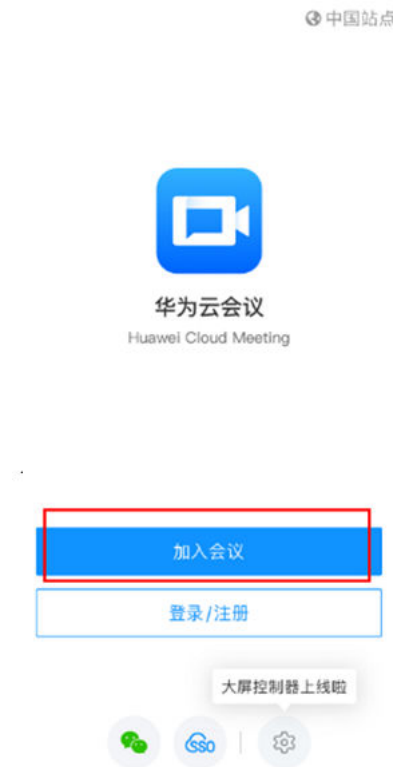 中国站点
华为云会议
Huawei Cloud Meeting
加入会议
登录/注册
大屏控制器上线啦
SSO